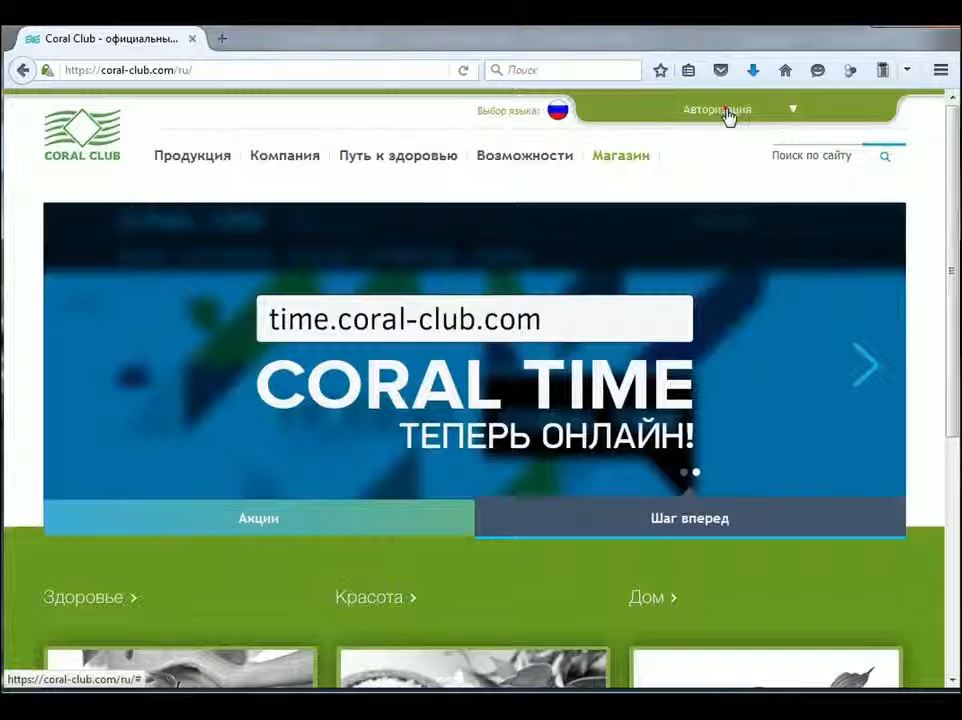 Coral Club - официальны...
https://coral-club.com/ru/
Поиск
Выбор языка:
Авторизация
CORAL CLUB
Продукция
Компания
Путь к здоровью
Возможности
Магазин
Поиск по сайту
time.coral-club.com
CORAL TIME
ТЕПЕРЬ ОНЛАЙН!
Акции
Шаг вперед
Здоровье
Красота
Дом
https://coral-club.com/ru/#